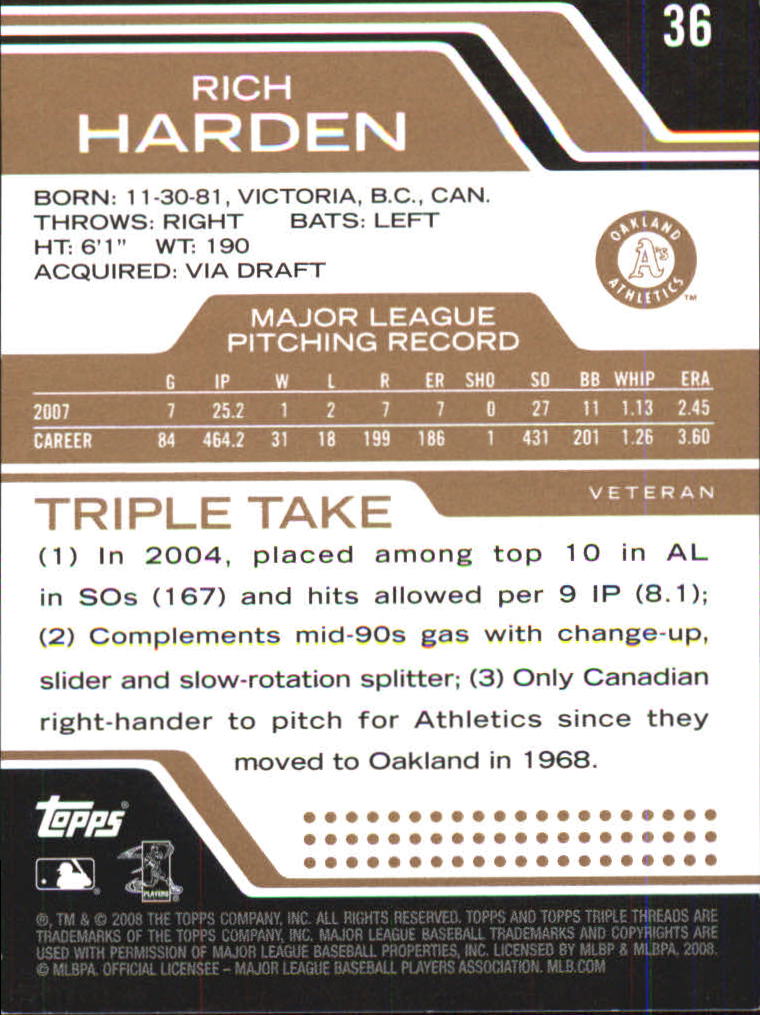 36
RICH
HARDEN
BORN: 11-30-81, VICTORIA, B.C., CAN.
THROWS: RIGHT BATS: LEFT
HT: 6'1" WT: 190
ACQUIRED: VIA DRAFT
OAKLAND
A's
ATHLETICS
TM
MAJOR LEAGUE
PITCHING RECORD
G IP W L R ER SHO SO BB WHIP ERA
2007 7 25.2 1 2 7 7 0 27 11 1.13 2.45
CAREER 84 464.2 31 18 199 186 1 431 201 1.26 3.60
VETERAN
TRIPLE TAKE
(1) In 2004, placed among top 10 in AL
in SOs (167) and hits allowed per 9 IP (8.1);
(2) Complements mid-90s gas with change-up,
slider and slow-rotation splitter; (3) Only Canadian
right-hander to pitch for Athletics since they
moved to Oakland in 1968.
Topps®
PLAYERS
®, TM & © 2008 THE TOPPS COMPANY, INC. ALL RIGHTS RESERVED. TOPPS AND TOPPS TRIPLE THREADS ARE
TRADEMARKS OF THE TOPPS COMPANY, INC. MAJOR LEAGUE BASEBALL TRADEMARKS AND COPYRIGHTS ARE
USED WITH PERMISSION OF MAJOR LEAGUE BASEBALL PROPERTIES, INC. LICENSED BY MLBP & MLBPA, 2008.
© MLBPA. OFFICIAL LICENSEE – MAJOR LEAGUE BASEBALL PLAYERS ASSOCIATION. MLB.COM